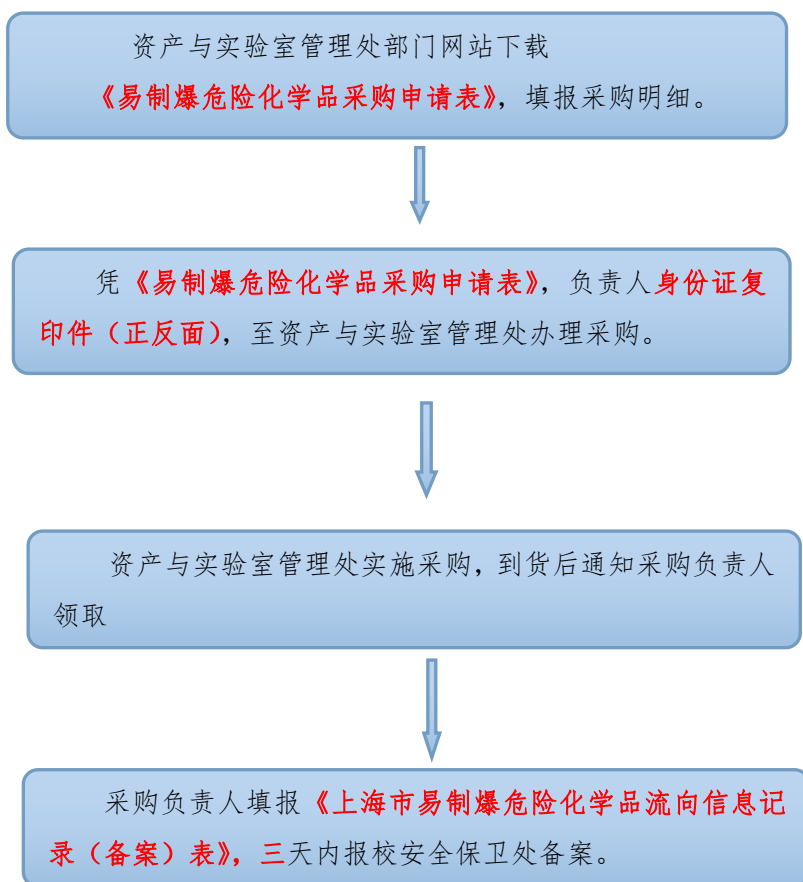 资产与实验室管理处部门网站下载
《易制爆危险化学品采购申请表》，填报采购明细。
凭《易制爆危险化学品采购申请表》，负责人身份证复
印件（正反面），至资产与实验室管理处办理采购。
资产与实验室管理处实施采购，到货后通知采购负责人
领取
采购负责人填报《上海市易制爆危险化学品流向信息记
录（备案）表》，三天内报校安全保卫处备案。